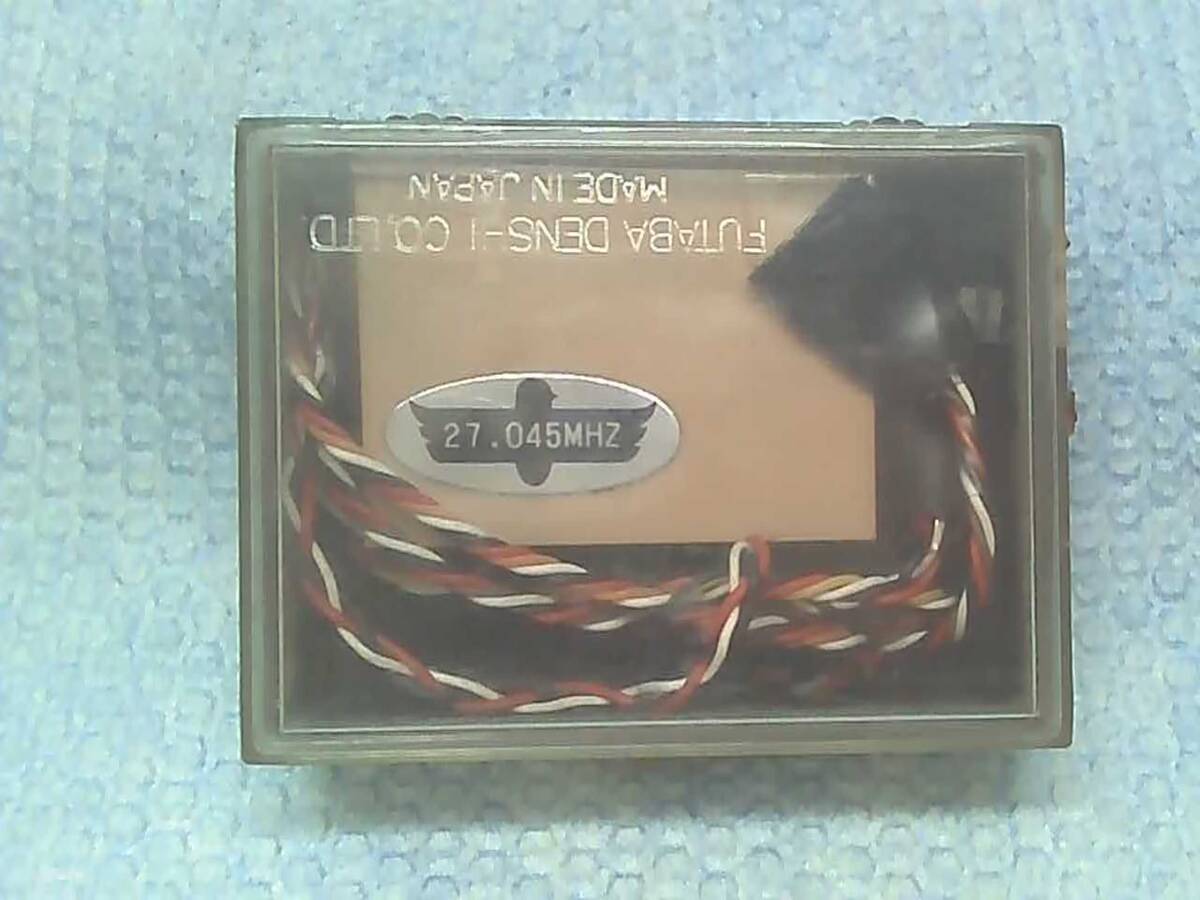 FUTABA DENSHI CO.,LTD.
MADE IN JAPAN
27.045MHZ